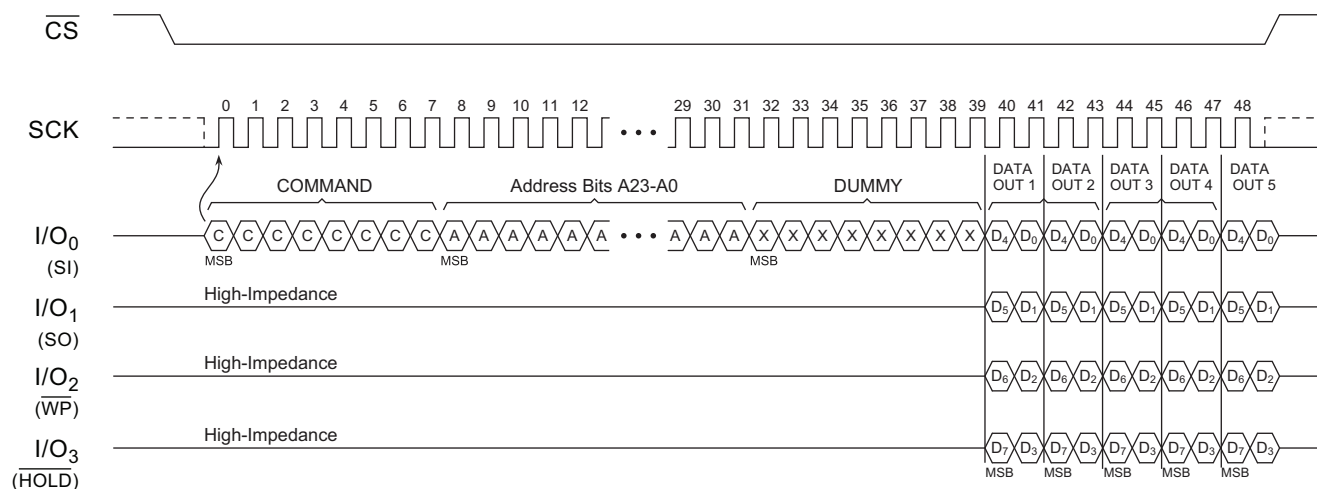 CS
0 1 2 3 4 5 6 7 8 9 10 11 12 29 30 31 32 33 34 35 36 37 38 39 40 41 42 43 44 45 46 47 48
SCK
COMMAND Address Bits A23-A0 DUMMY DATA OUT 1 DATA OUT 2 DATA OUT 3 DATA OUT 4 DATA OUT 5
I/O0 C C C C C C C C A A A A A A A A A X X X X X X X X D4 D0 D4 D0 D4 D0 D4 D0 D4 D0
(SI) MSB MSB MSB
High-Impedance
I/O1 D5 D1 D5 D1 D5 D1 D5 D1 D5 D1
(SO)
High-Impedance
I/O2 D6 D2 D6 D2 D6 D2 D6 D2 D6 D2
(WP)
High-Impedance
I/O3 D7 D3 D7 D3 D7 D3 D7 D3 D7 D3
(HOLD) MSB MSB MSB MSB MSB